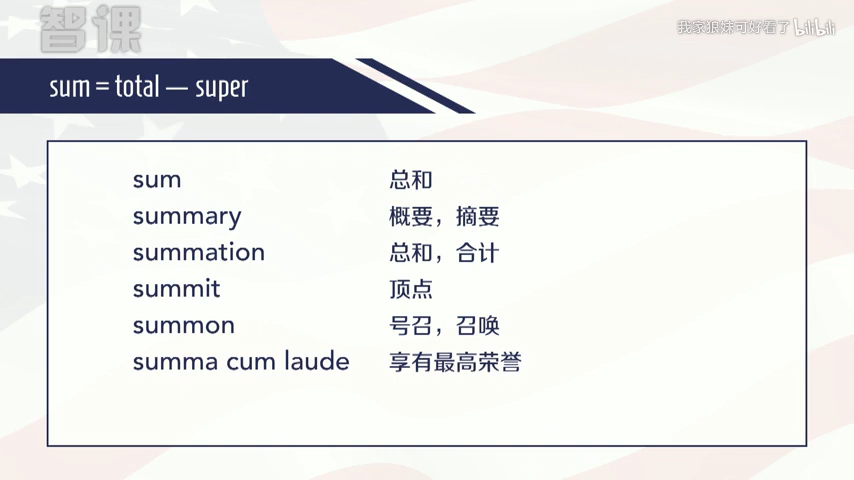 智课
我家狼妹可好看了 bilibili
sum = total — super
sum 总和
summary 概要，摘要
summation 总和，合计
summit 顶点
summon 号召，召唤
summa cum laude 享有最高荣誉